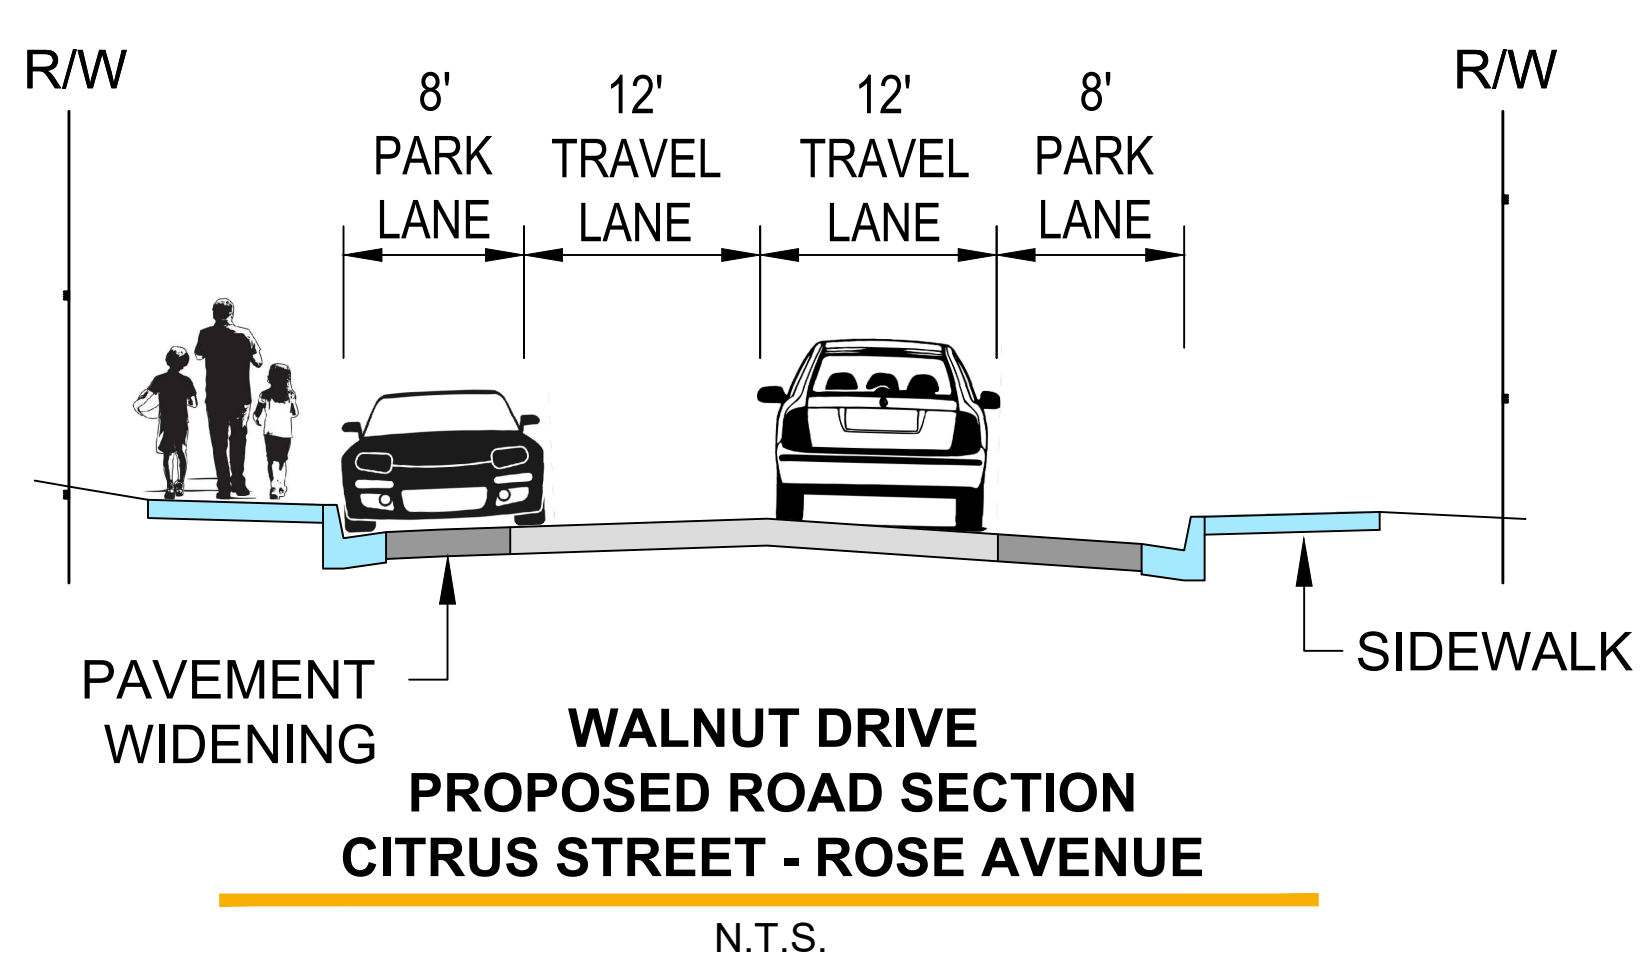 R/W
8'
PARK
LANE
12'
TRAVEL
LANE
12'
TRAVEL
LANE
8'
PARK
LANE
R/W
PAVEMENT
WIDENING
SIDEWALK
WALNUT DRIVE
PROPOSED ROAD SECTION
CITRUS STREET - ROSE AVENUE
N.T.S.